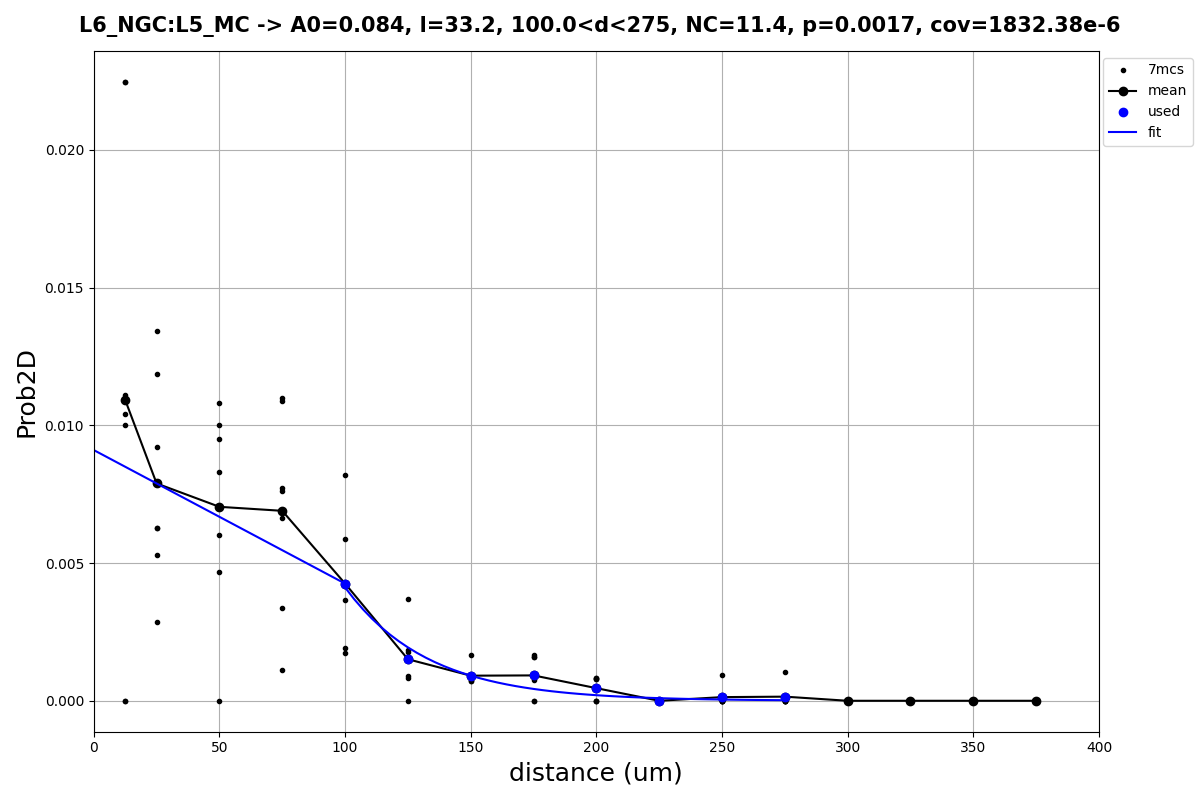 L6_NGC:L5_MC -> A0=0.084, l=33.2, 100.0<d<275, NC=11.4, p=0.0017, cov=1832.38e-6
7mcs
mean
used
fit
0.020
0.015
0.010
0.005
0.000
Prob2D
0 50 100 150 200 250 300 350 400
distance (um)